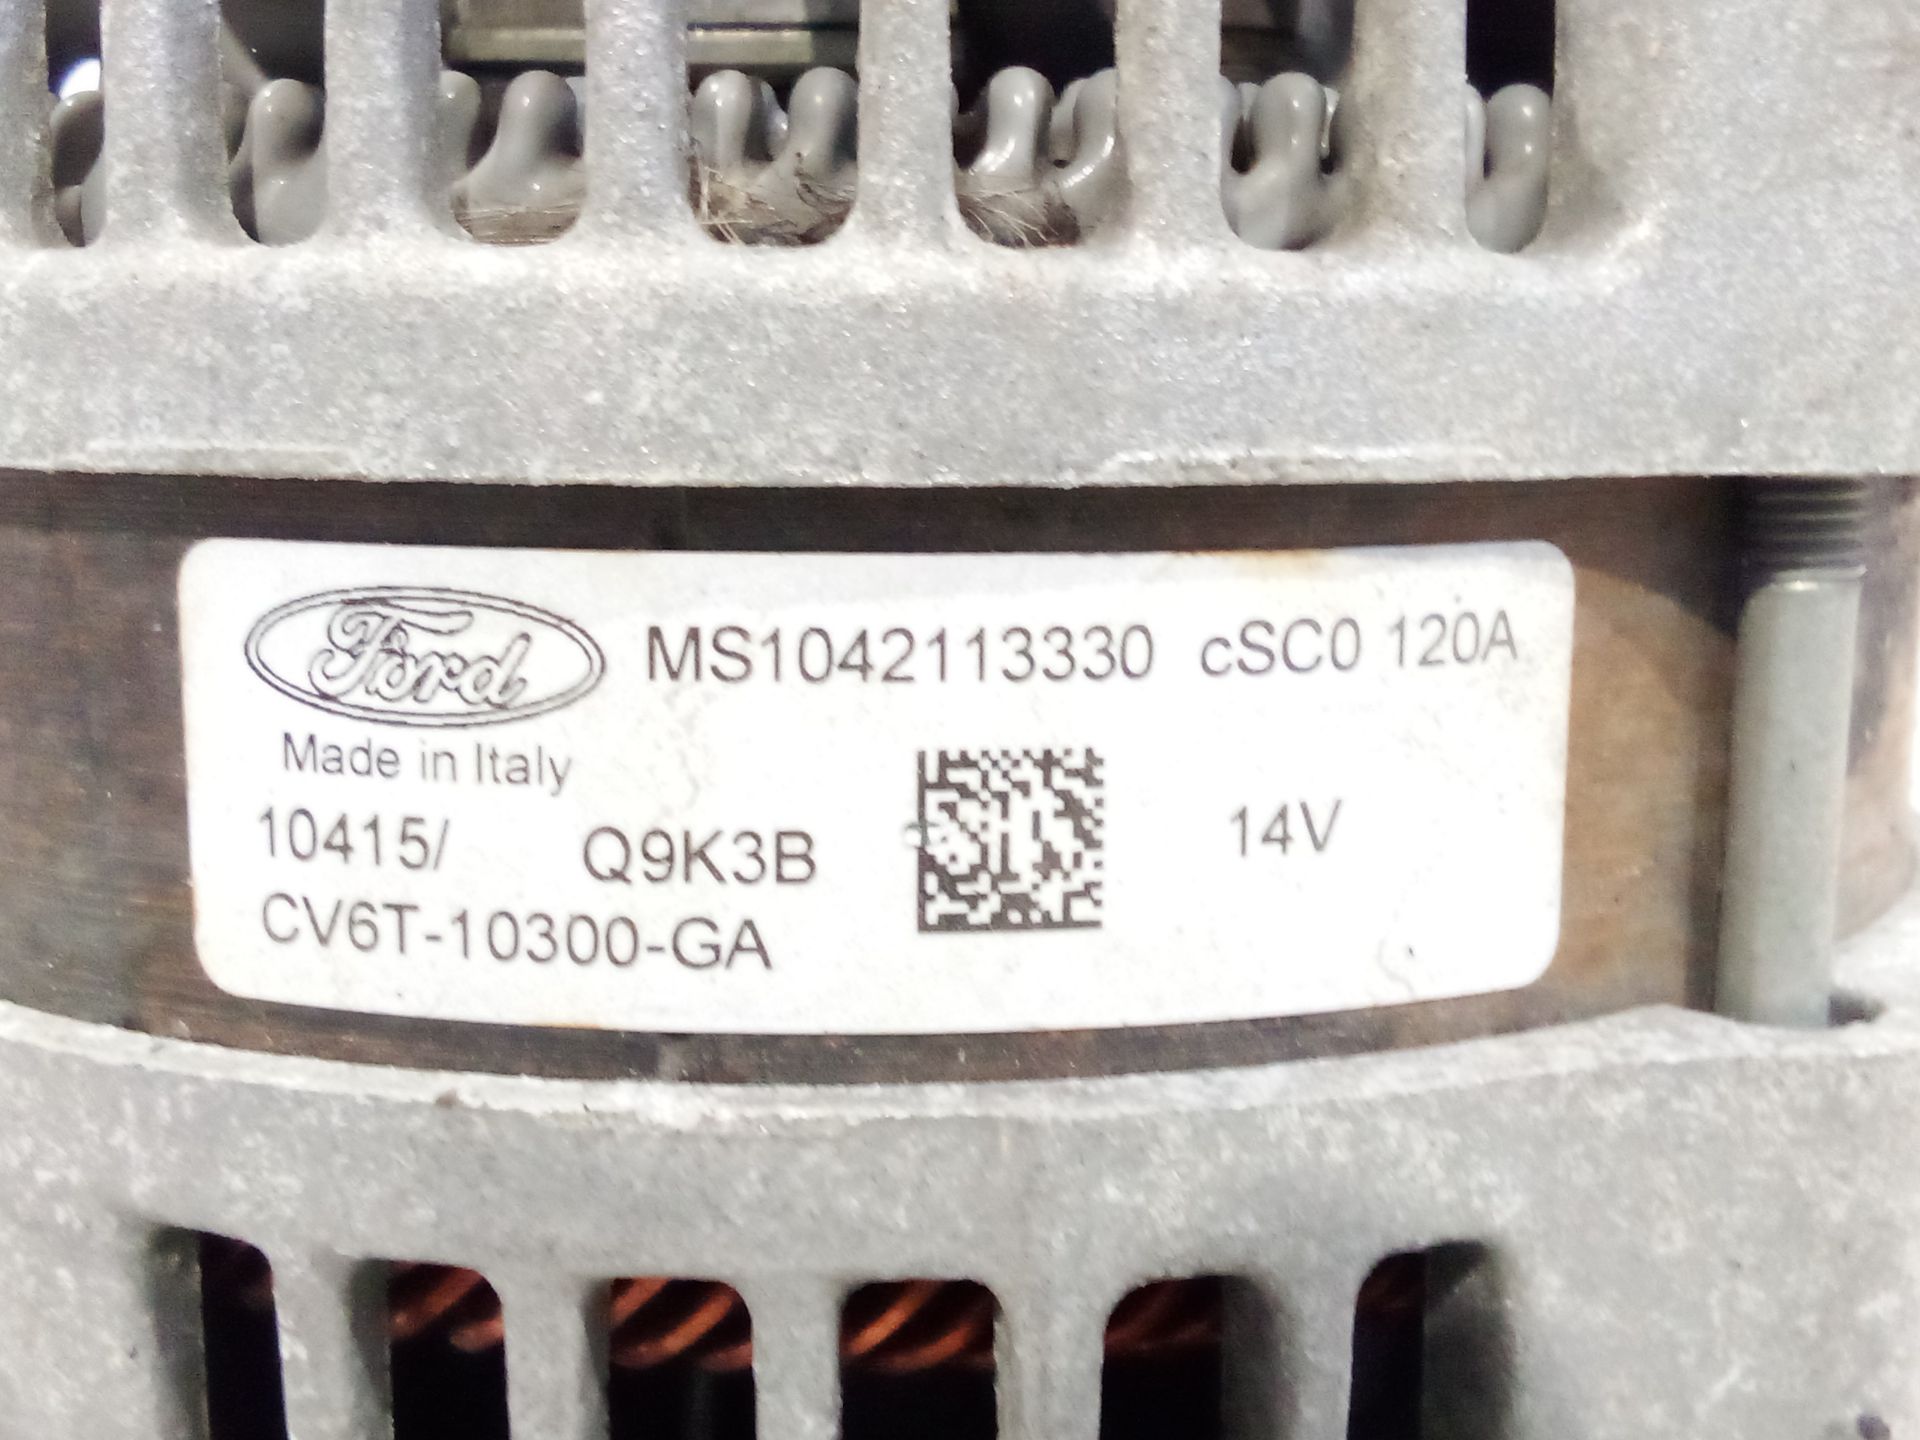 Ford MS1042113330 cSC0 120A
Made in Italy
10415/ Q9K3B 14V
CV6T-10300-GA